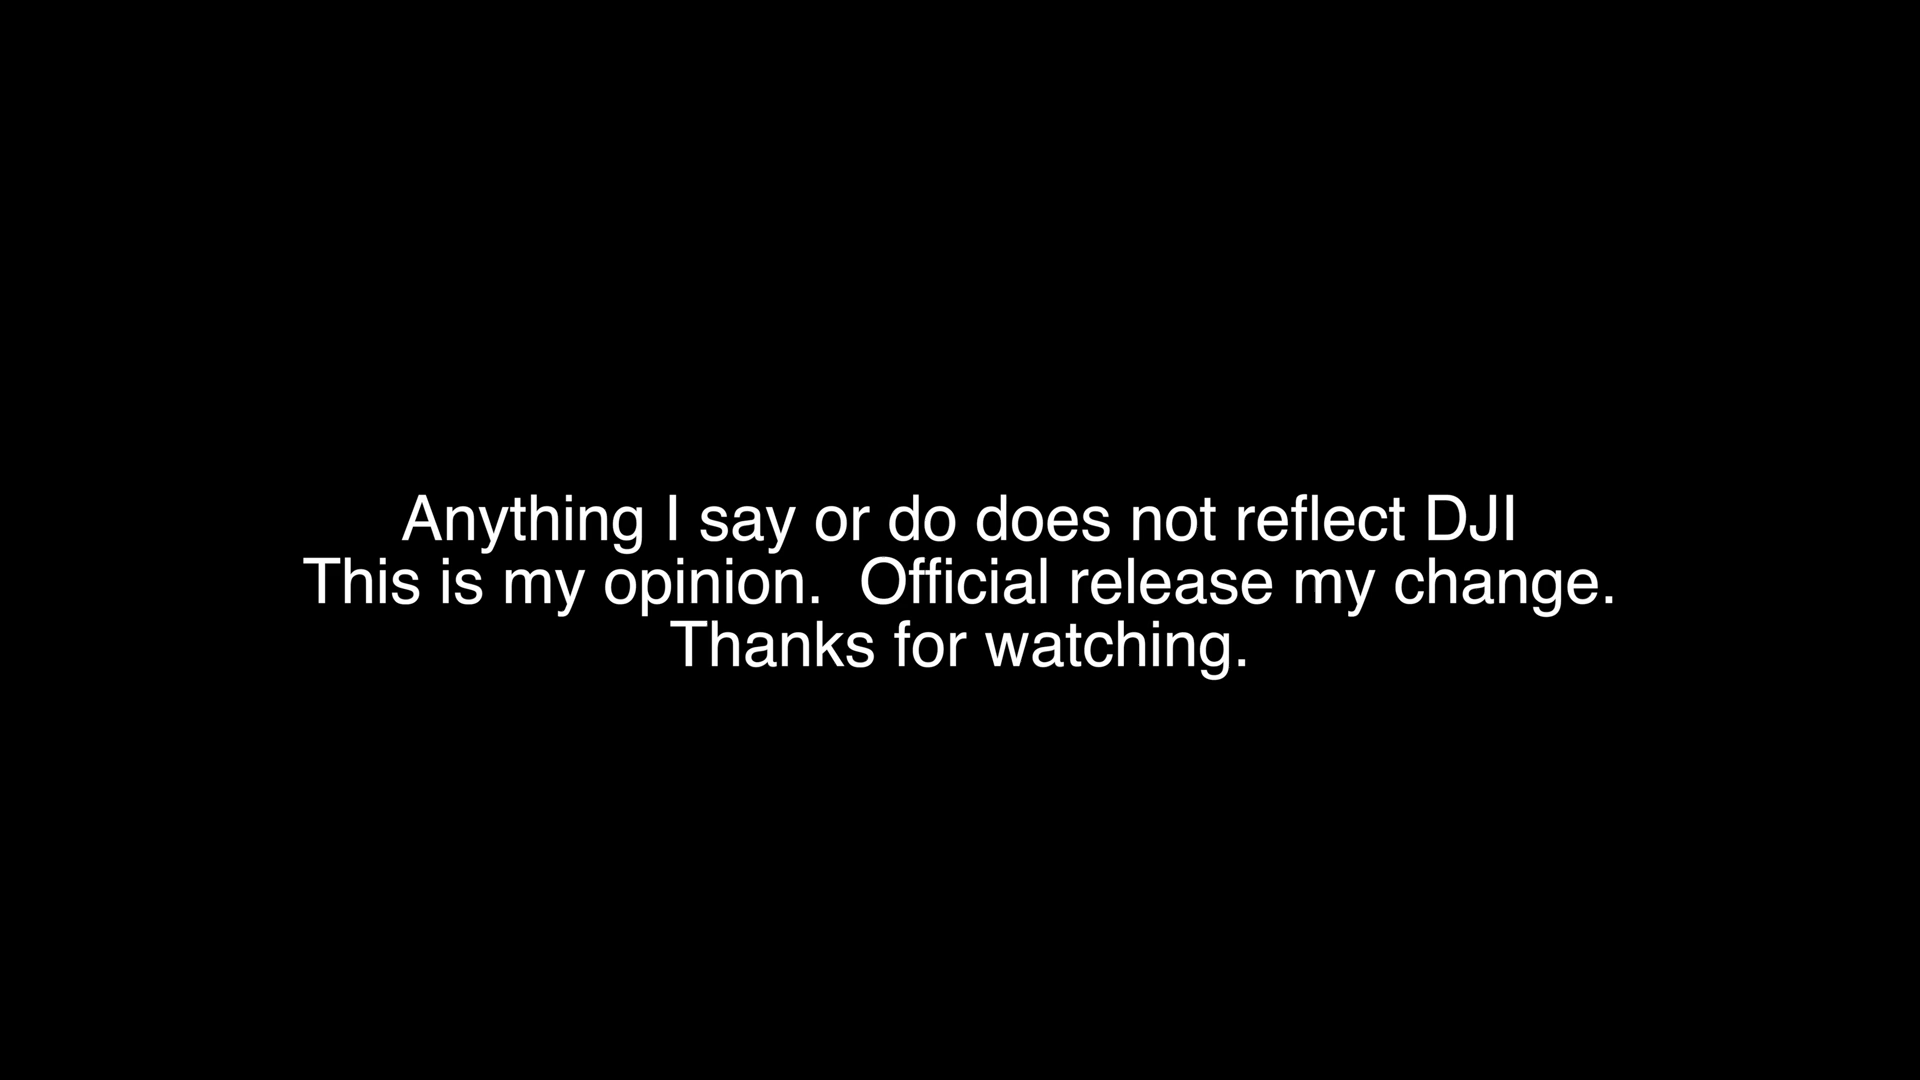 Anything I say or do does not reflect DJI
This is my opinion.  Official release my change.
Thanks for watching.